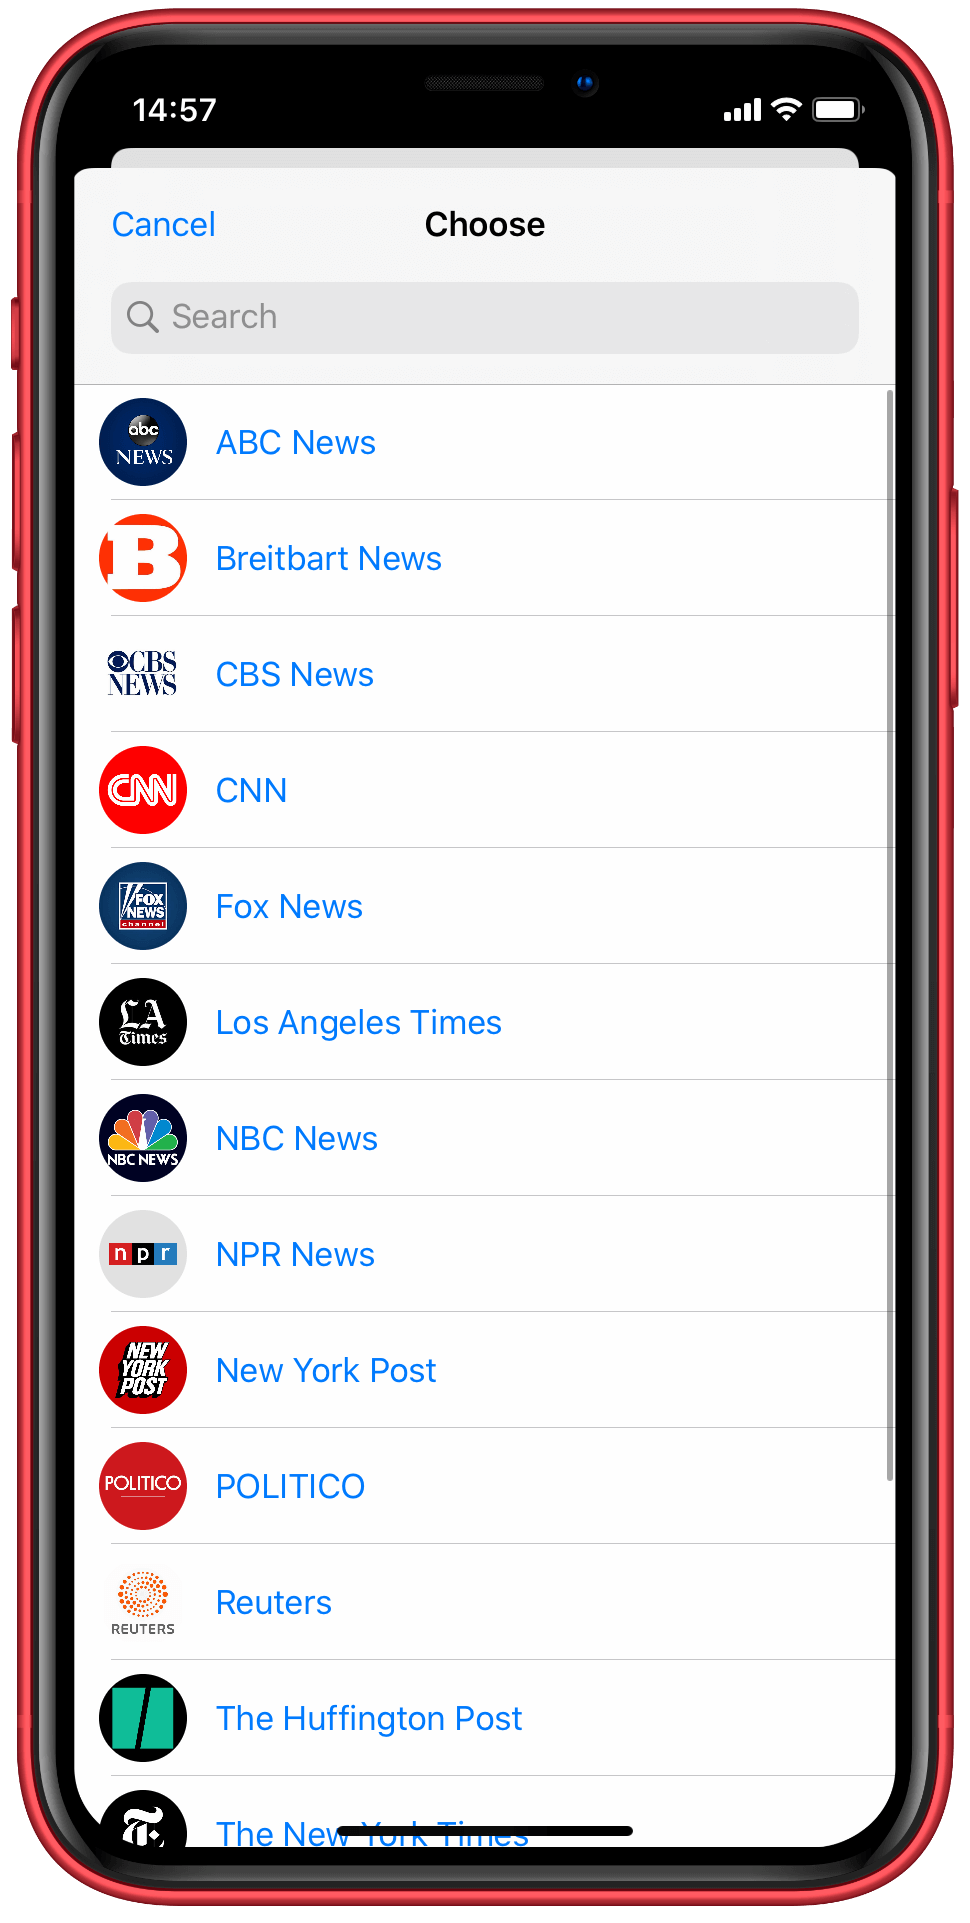 14:57
Cancel
Choose
Search
abc
NEWS
ABC News
B
Breitbart News
CBS
NEWS
CBS News
CNN
CNN
FOX
NEWS
channel
Fox News
LA
Times
Los Angeles Times
NBC NEWS
NBC News
npr
NPR News
NEW
YORK
POST
New York Post
POLITICO
POLITICO
REUTERS
Reuters
The Huffington Post
T
The New York Times